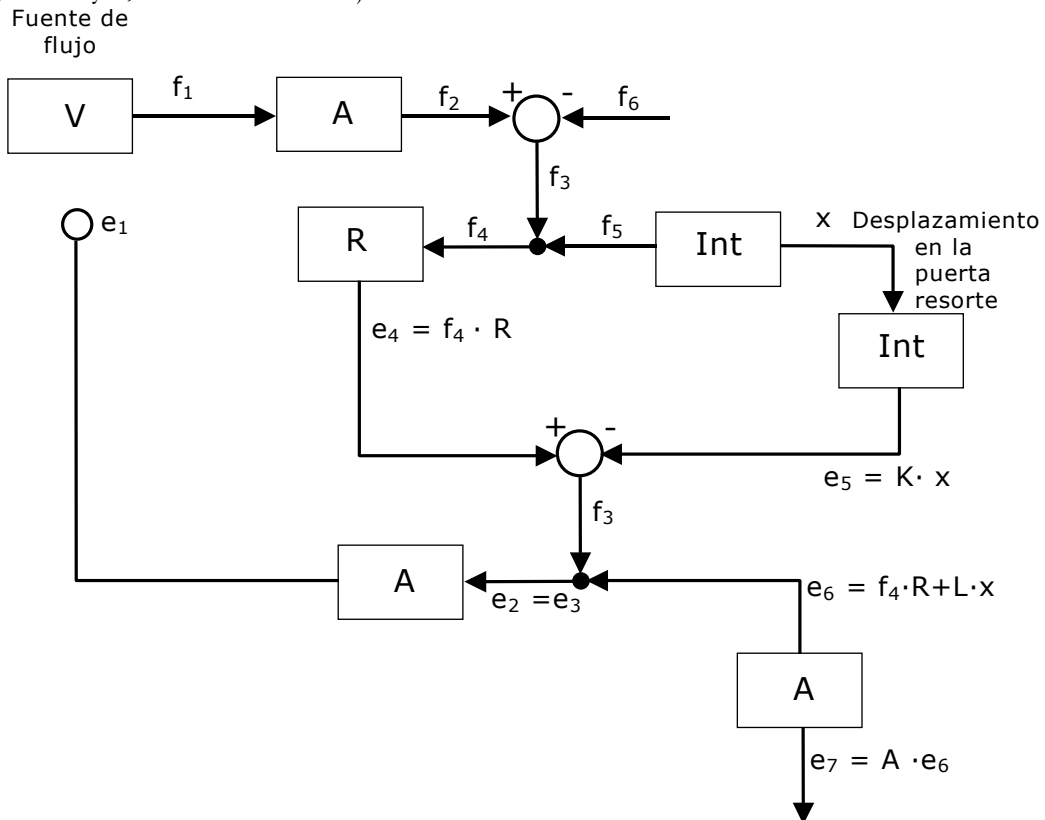 Fuente de
flujo
V
f₁
A
f₂
+
-
f₆
f₃
e₁
R
f₄
f₅
Int
x
Desplazamiento
en la
puerta
resorte
e₄ = f₄ · R
Int
+
-
e₅ = K· x
f₃
A
e₂ =e₃
e₆ = f₄·R+L·x
A
e₇ = A ·e₆